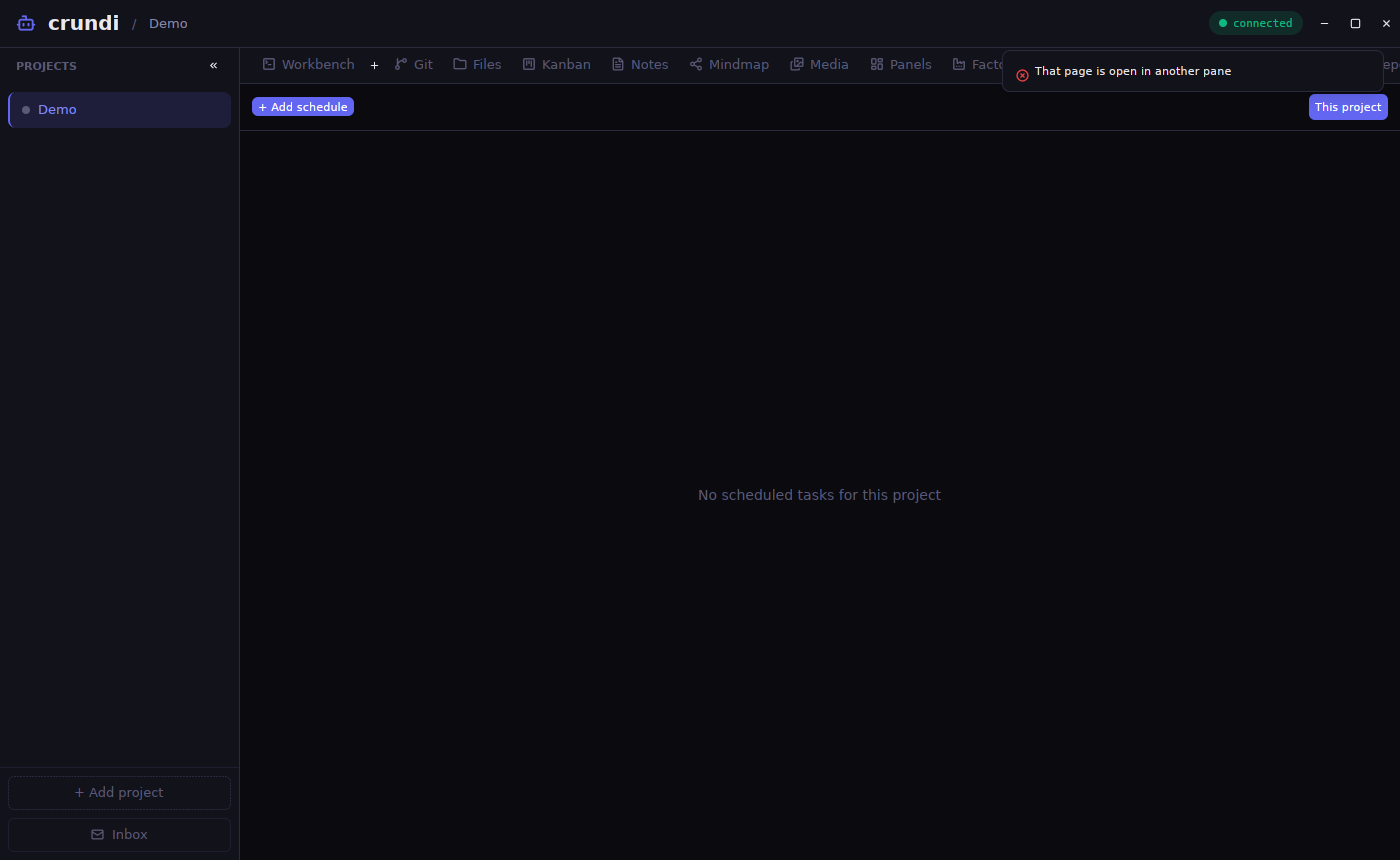 crundi / Demo
connected
PROJECTS «
Demo
Workbench + Git Files Kanban Notes Mindmap Media Panels
That page is open in another pane
+ Add schedule
This project
No scheduled tasks for this project
+ Add project
Inbox